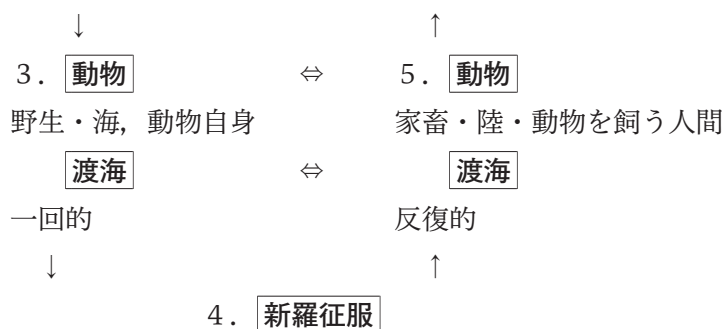 ↓ ↑
3. 動物 ⇔ 5. 動物
野生・海,動物自身 家畜・陸・動物を飼う人間
渡海 ⇔ 渡海
一回的 反復的
↓ ↑
4. 新羅征服